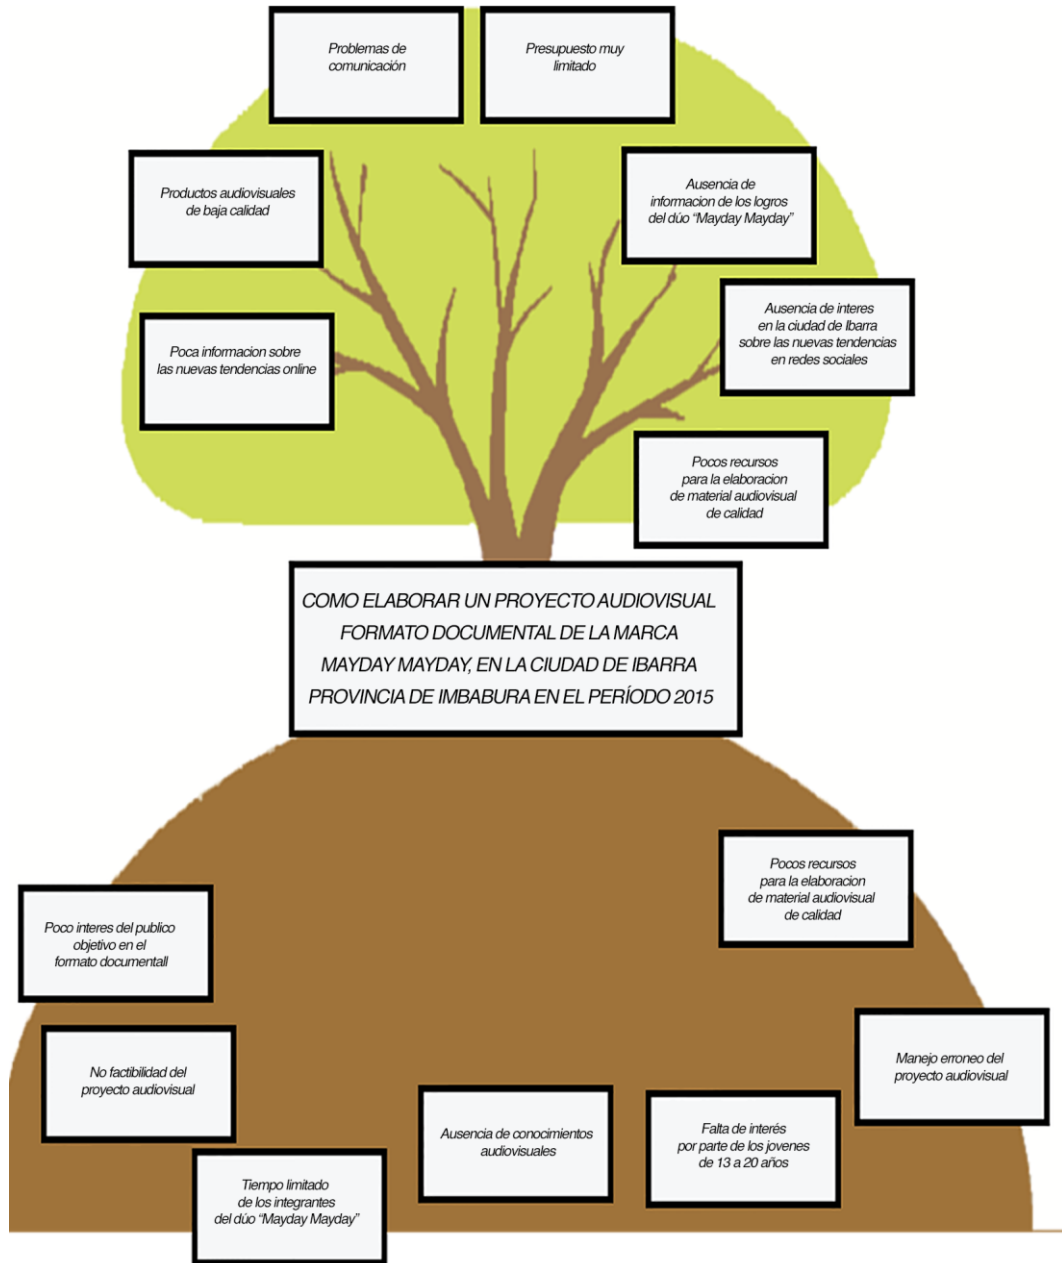 Problemas de
comunicación
Presupuesto muy
limitado
Productos audiovisuales
de baja calidad
Ausencia de
informacion de los logros
del dúo “Mayday Mayday”
Poca informacion sobre
las nuevas tendencias online
Ausencia de interes
en la ciudad de Ibarra
sobre las nuevas tendencias
en redes sociales
Pocos recursos
para la elaboracion
de material audiovisual
de calidad
COMO ELABORAR UN PROYECTO AUDIOVISUAL
FORMATO DOCUMENTAL DE LA MARCA
MAYDAY MAYDAY, EN LA CIUDAD DE IBARRA
PROVINCIA DE IMBABURA EN EL PERÍODO 2015
Pocos recursos
para la elaboracion
de material audiovisual
de calidad
Poco interes del publico
objetivo en el
formato documentall
No factibilidad del
proyecto audiovisual
Manejo erroneo del
proyecto audiovisual
Ausencia de conocimientos
audiovisuales
Falta de interés
por parte de los jovenes
de 13 a 20 años
Tiempo limitado
de los integrantes
del dúo “Mayday Mayday”